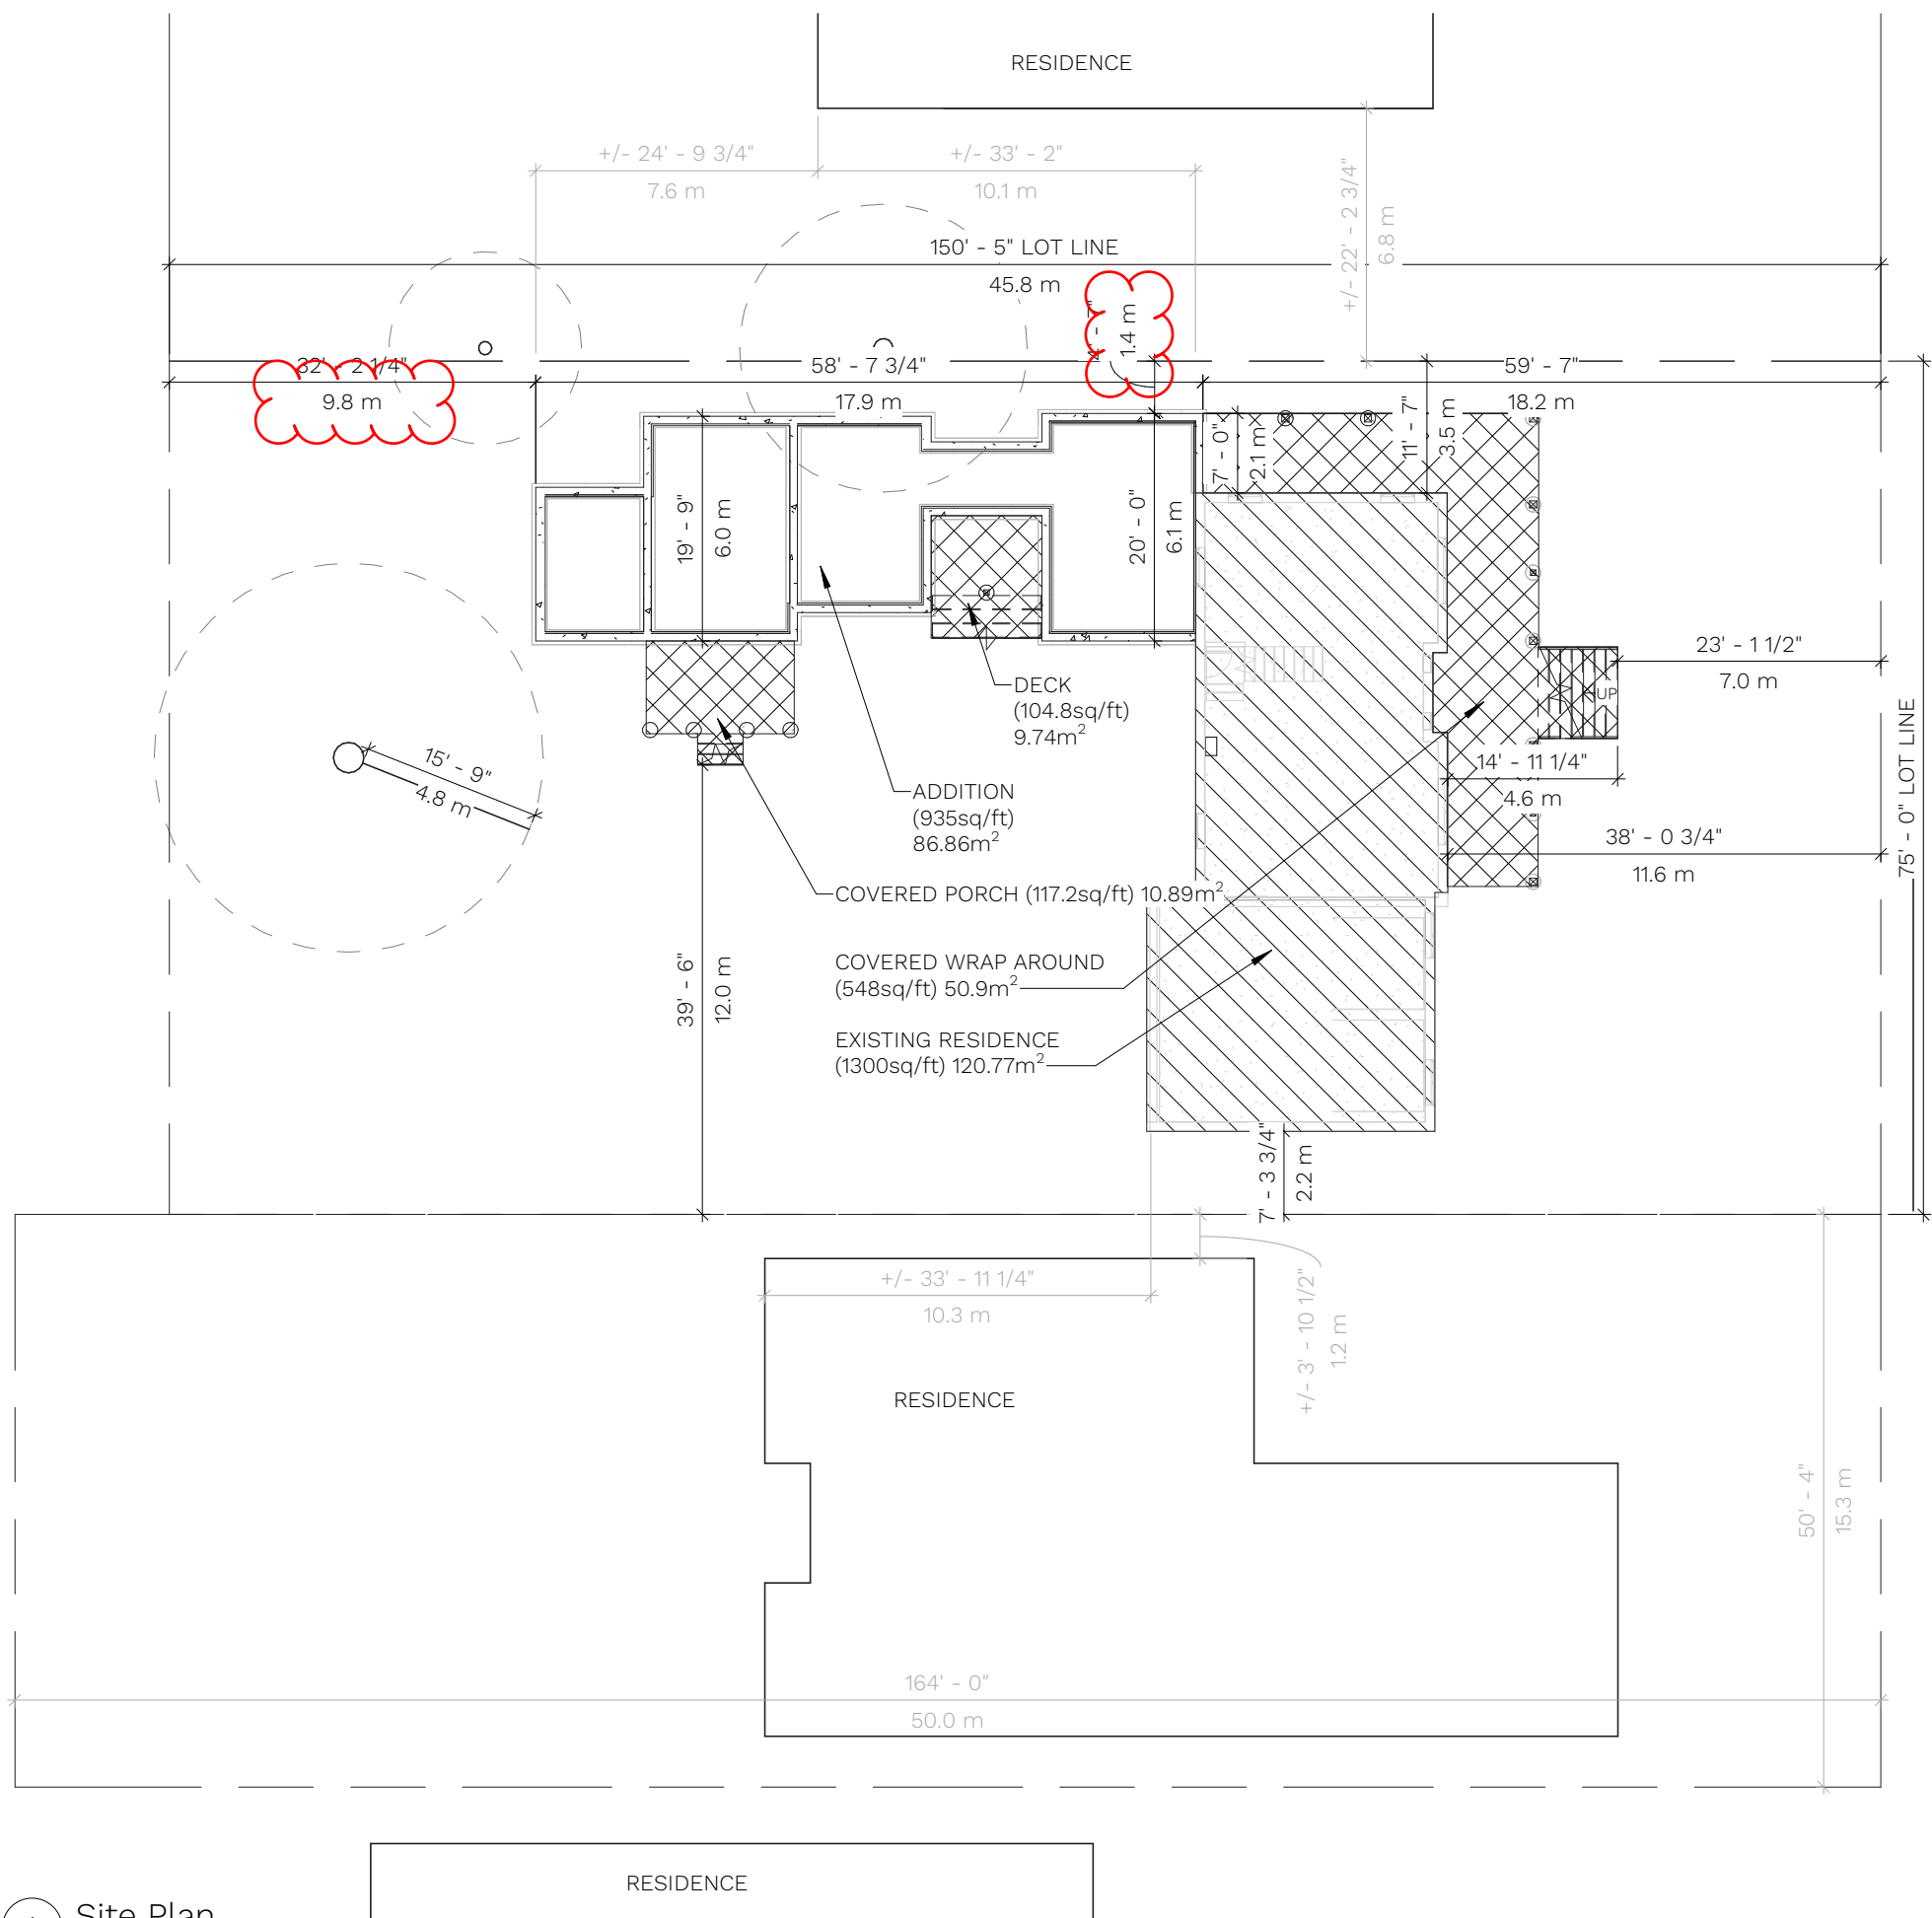 RESIDENCE
+/- 24' - 9 3/4"
7.6 m
+/- 33' - 2"
10.1 m
+/- 22' - 2 3/4"
6.8 m
150' - 5" LOT LINE
45.8 m
1.4 m
32' - 2 1/4"
9.8 m
58' - 7 3/4"
17.9 m
59' - 7"
18.2 m
7' - 0"
2.1 m
11' - 7"
3.5 m
19' - 9"
6.0 m
20' - 0"
6.1 m
23' - 1 1/2"
7.0 m
UP
DECK
(104.8sq/ft)
9.74m²
15' - 9"
4.8 m
14' - 11 1/4"
4.6 m
75' - 0" LOT LINE
ADDITION
(935sq/ft)
86.86m²
38' - 0 3/4"
11.6 m
COVERED PORCH (117.2sq/ft) 10.89m²
39' - 6"
12.0 m
COVERED WRAP AROUND
(548sq/ft) 50.9m²
EXISTING RESIDENCE
(1300sq/ft) 120.77m²
7' - 3 3/4"
2.2 m
+/- 33' - 11 1/4"
10.3 m
+/- 3' - 10 1/2"
1.2 m
RESIDENCE
50' - 4"
15.3 m
164' - 0"
50.0 m
RESIDENCE
Site Plan